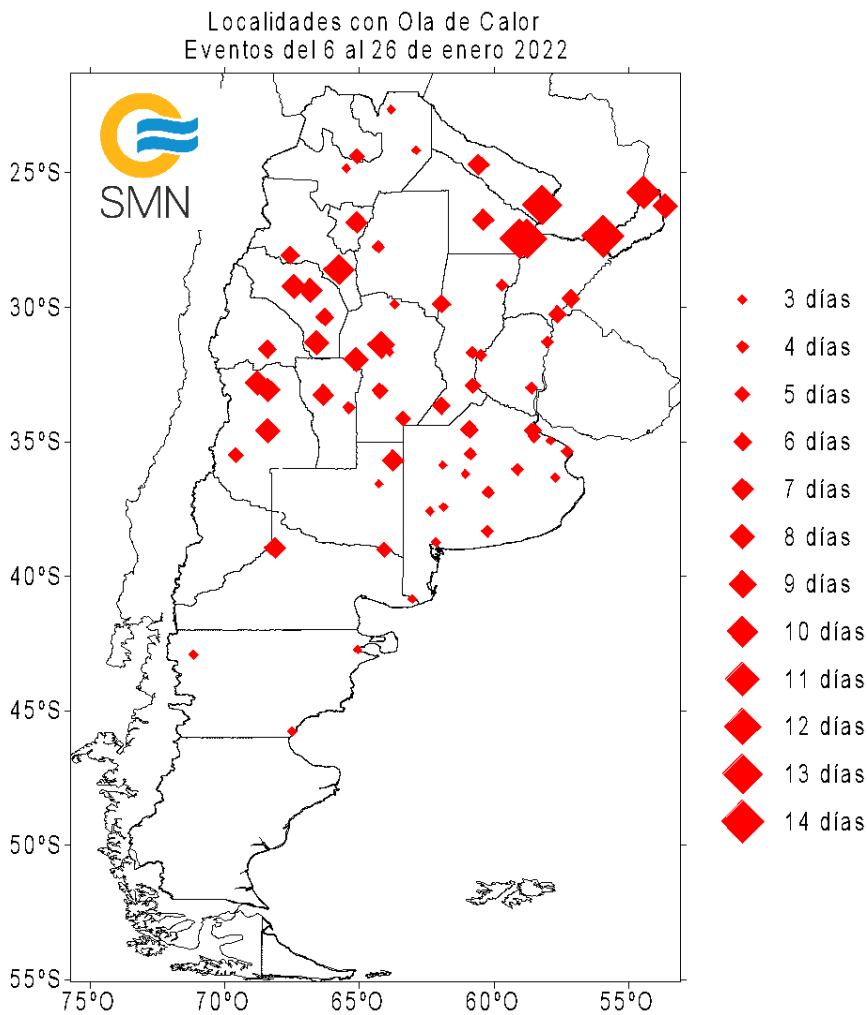 Localidades con Ola de Calor
Eventos del 6 al 26 de enero 2022
SMN
25ºS
30ºS
35ºS
40ºS
45ºS
50ºS
55ºS
75ºO
70ºO
65ºO
60ºO
55ºO
3 días
4 días
5 días
6 días
7 días
8 días
9 días
10 días
11 días
12 días
13 días
14 días